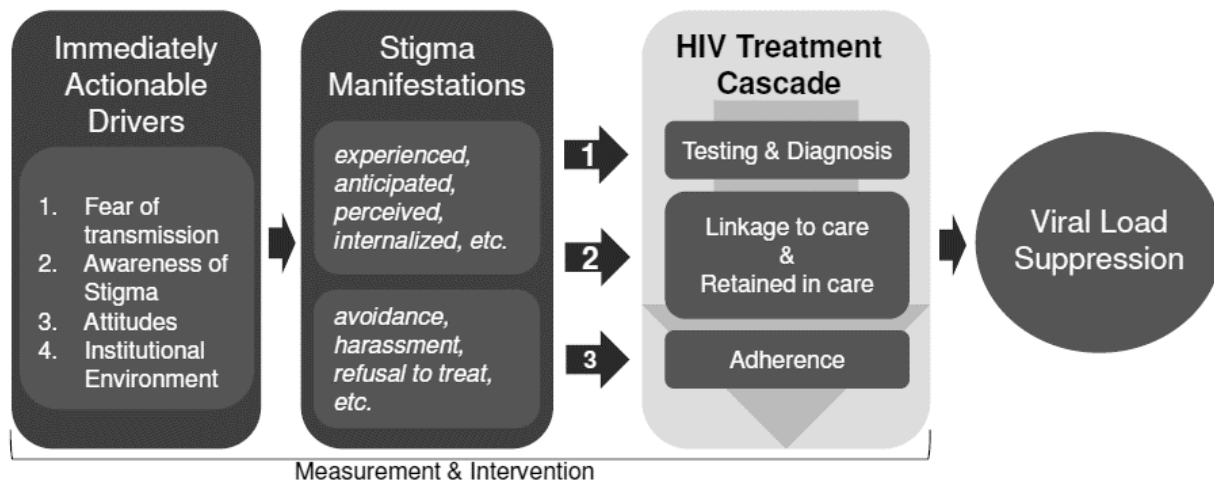 Immediately
Actionable
Drivers
1. Fear of
transmission
2. Awareness of
Stigma
3. Attitudes
4. Institutional
Environment
Stigma
Manifestations
experienced,
anticipated,
perceived,
internalized, etc.
avoidance,
harassment,
refusal to treat,
etc.
1
2
3
HIV Treatment
Cascade
Testing & Diagnosis
Linkage to care
&
Retained in care
Adherence
Viral Load
Suppression
Measurement & Intervention